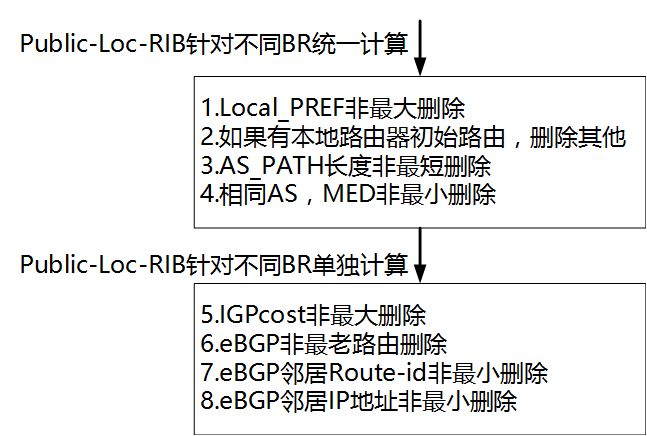 Public-Loc-RIB针对不同BR统一计算
1.Local_PREF非最大删除
2.如果有本地路由器初始路由，删除其他
3.AS_PATH长度非最短删除
4.相同AS，MED非最小删除
Public-Loc-RIB针对不同BR单独计算
5.IGPcost非最大删除
6.eBGP非最老路由删除
7.eBGP邻居Route-id非最小删除
8.eBGP邻居IP地址非最小删除